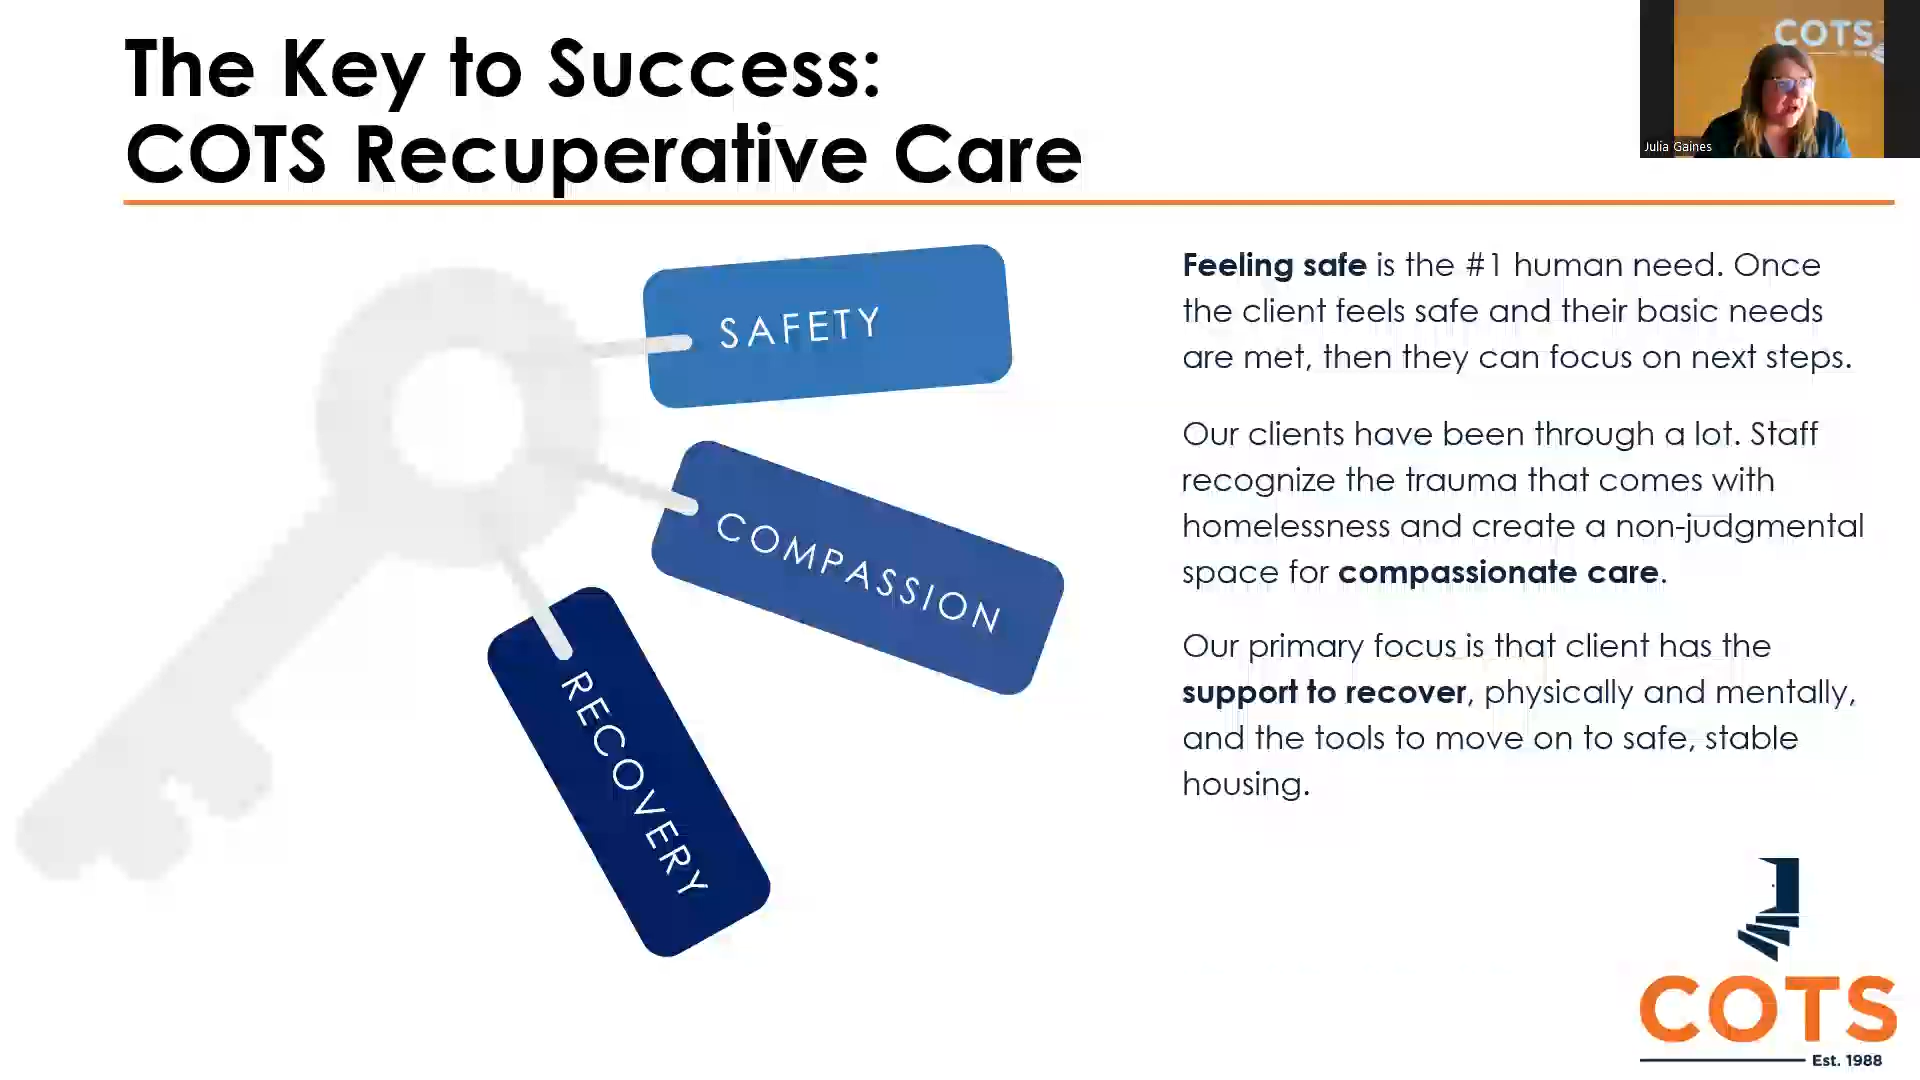 The Key to Success:
COTS Recuperative Care
COTS
Julia Gaines
SAFETY
COMPASSION
RECOVERY
Feeling safe is the #1 human need. Once
the client feels safe and their basic needs
are met, then they can focus on next steps.
Our clients have been through a lot. Staff
recognize the trauma that comes with
homelessness and create a non-judgmental
space for compassionate care.
Our primary focus is that client has the
support to recover, physically and mentally,
and the tools to move on to safe, stable
housing.
COTS
Est. 1988